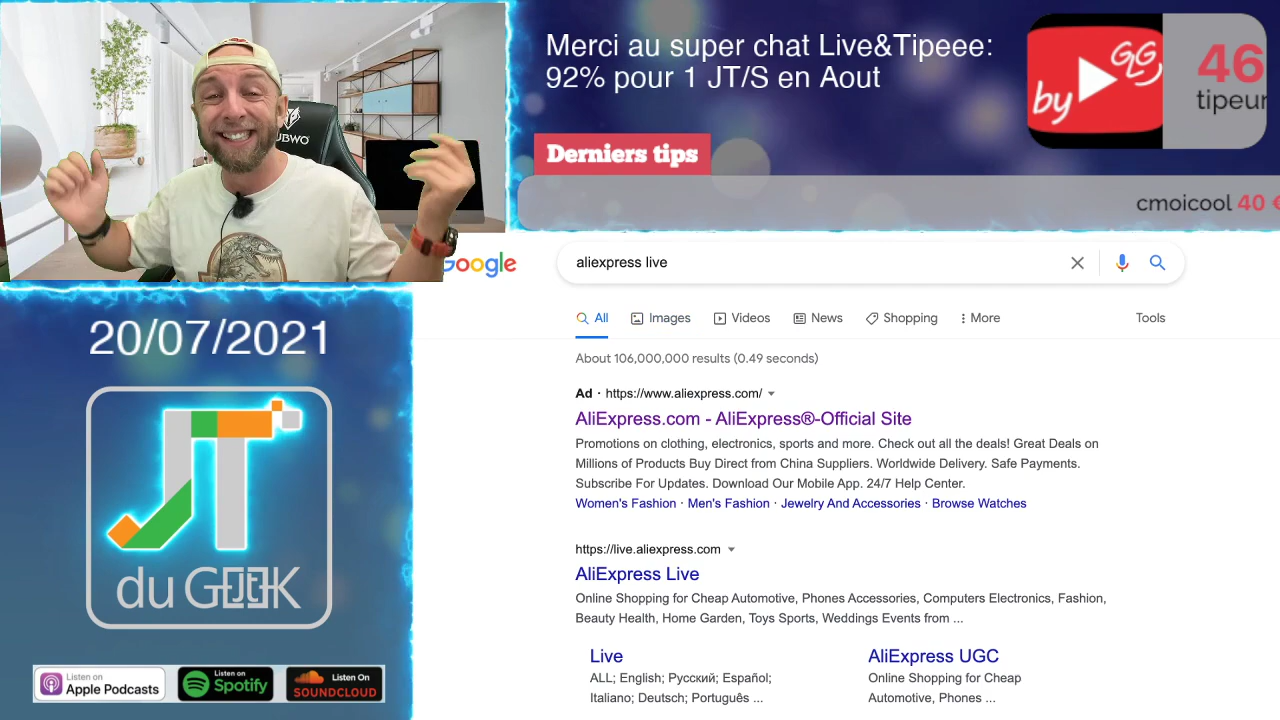 Merci au super chat Live&Tipeee:
92% pour 1 JT/S en Aout
by GLG
46
tipeur
Derniers tips
cmoicool 40 €
Google
aliexpress live
All Images Videos News Shopping More Tools
About 106,000,000 results (0.49 seconds)
Ad · https://www.aliexpress.com/
AliExpress.com - AliExpress®-Official Site
Promotions on clothing, electronics, sports and more. Check out all the deals! Great Deals on
Millions of Products Buy Direct from China Suppliers. Worldwide Delivery. Safe Payments.
Subscribe For Updates. Download Our Mobile App. 24/7 Help Center.
Women's Fashion · Men's Fashion · Jewelry And Accessories · Browse Watches
https://live.aliexpress.com
AliExpress Live
Online Shopping for Cheap Automotive, Phones Accessories, Computers Electronics, Fashion,
Beauty Health, Home Garden, Toys Sports, Weddings Events from ...
Live
ALL; English; Русский; Español;
Italiano; Deutsch; Português ...
AliExpress UGC
Online Shopping for Cheap
Automotive, Phones ...
20/07/2021
JT
du GEEK
Listen on
Apple Podcasts
Listen on
Spotify
Listen On
SOUNDCLOUD